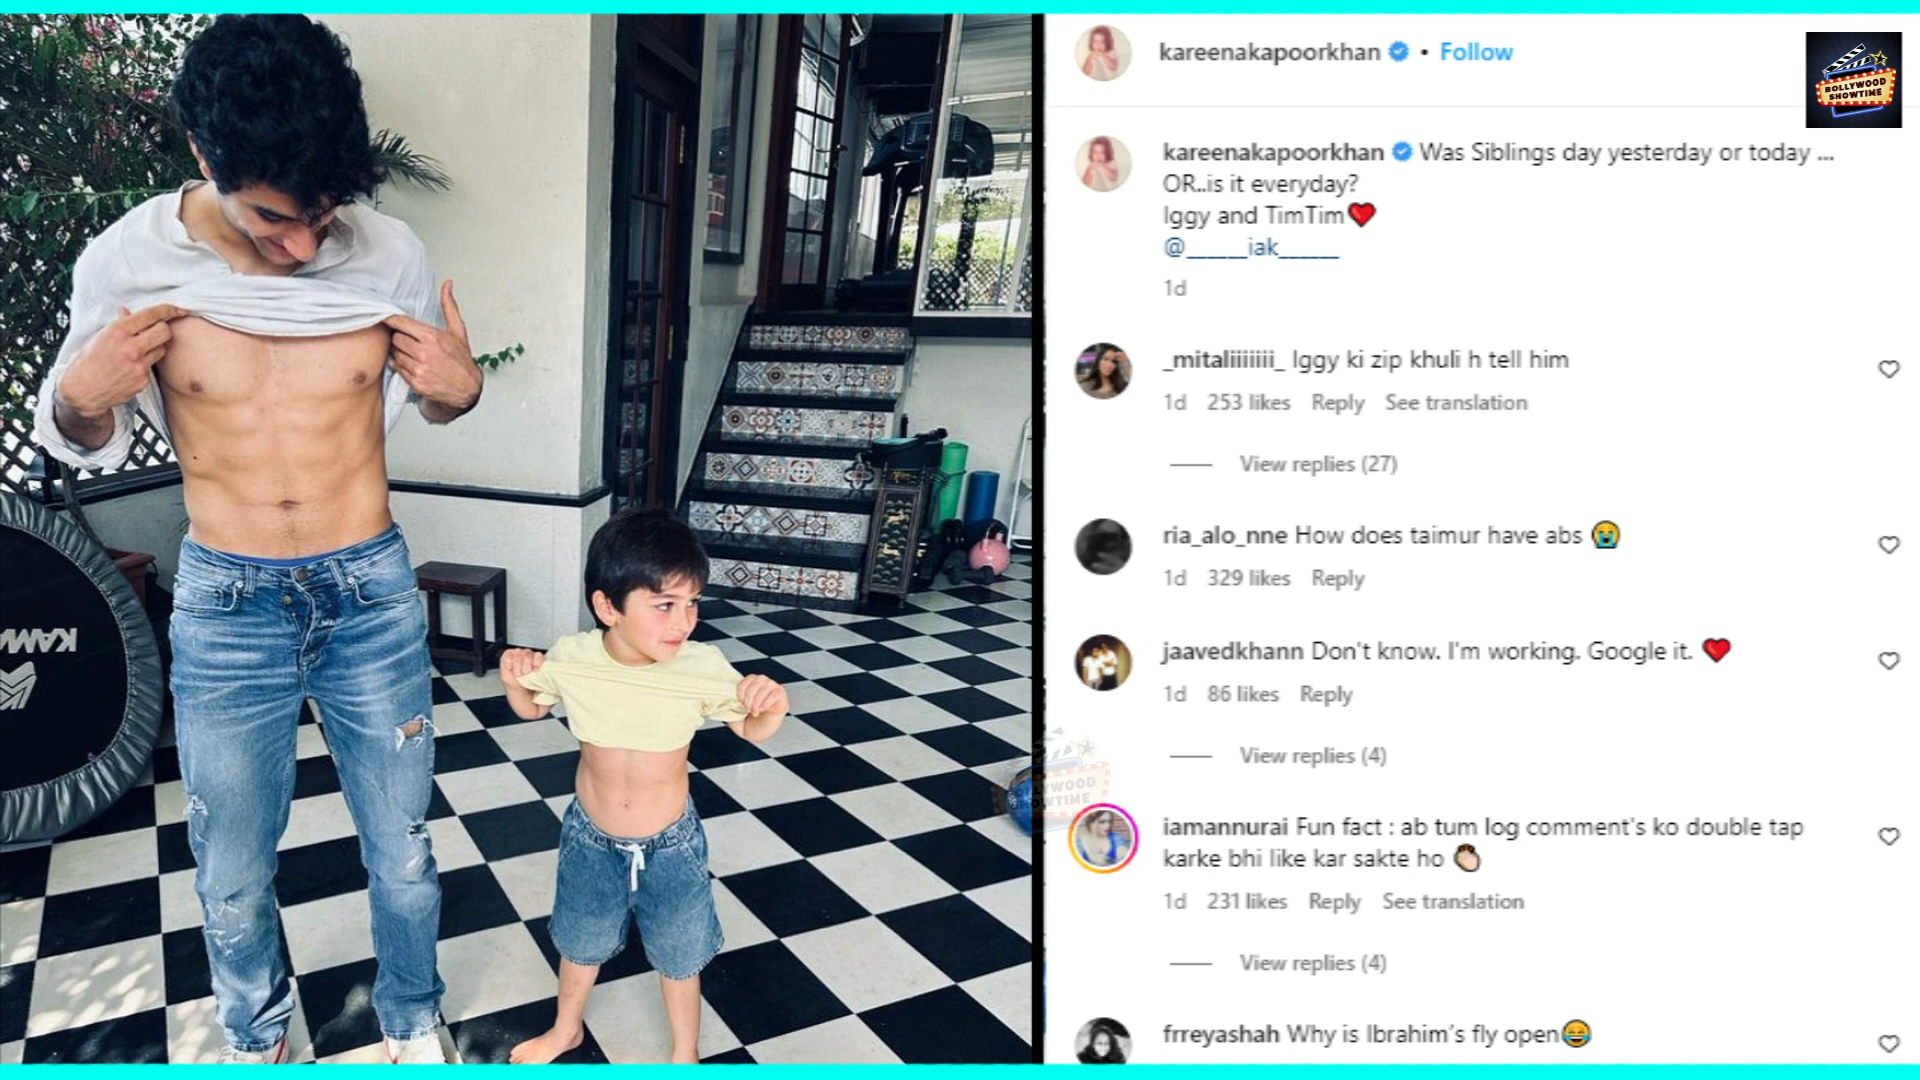 kareenakapoorkhan • Follow
BOLLYWOOD
SHOWTIME
kareenakapoorkhan Was Siblings day yesterday or today ...
OR..is it everyday?
Iggy and TimTim❤️
@______iak______
1d
_mitaliiiiiii_ Iggy ki zip khuli h tell him
1d 253 likes Reply See translation
View replies (27)
ria_alo_nne How does taimur have abs 😭
1d 329 likes Reply
jaavedkhann Don't know. I'm working. Google it. ❤️
1d 86 likes Reply
View replies (4)
iamannurai Fun fact : ab tum log comment's ko double tap
karke bhi like kar sakte ho 👏🏻
1d 231 likes Reply See translation
View replies (4)
frreyashah Why is Ibrahim's fly open😂
KAMA